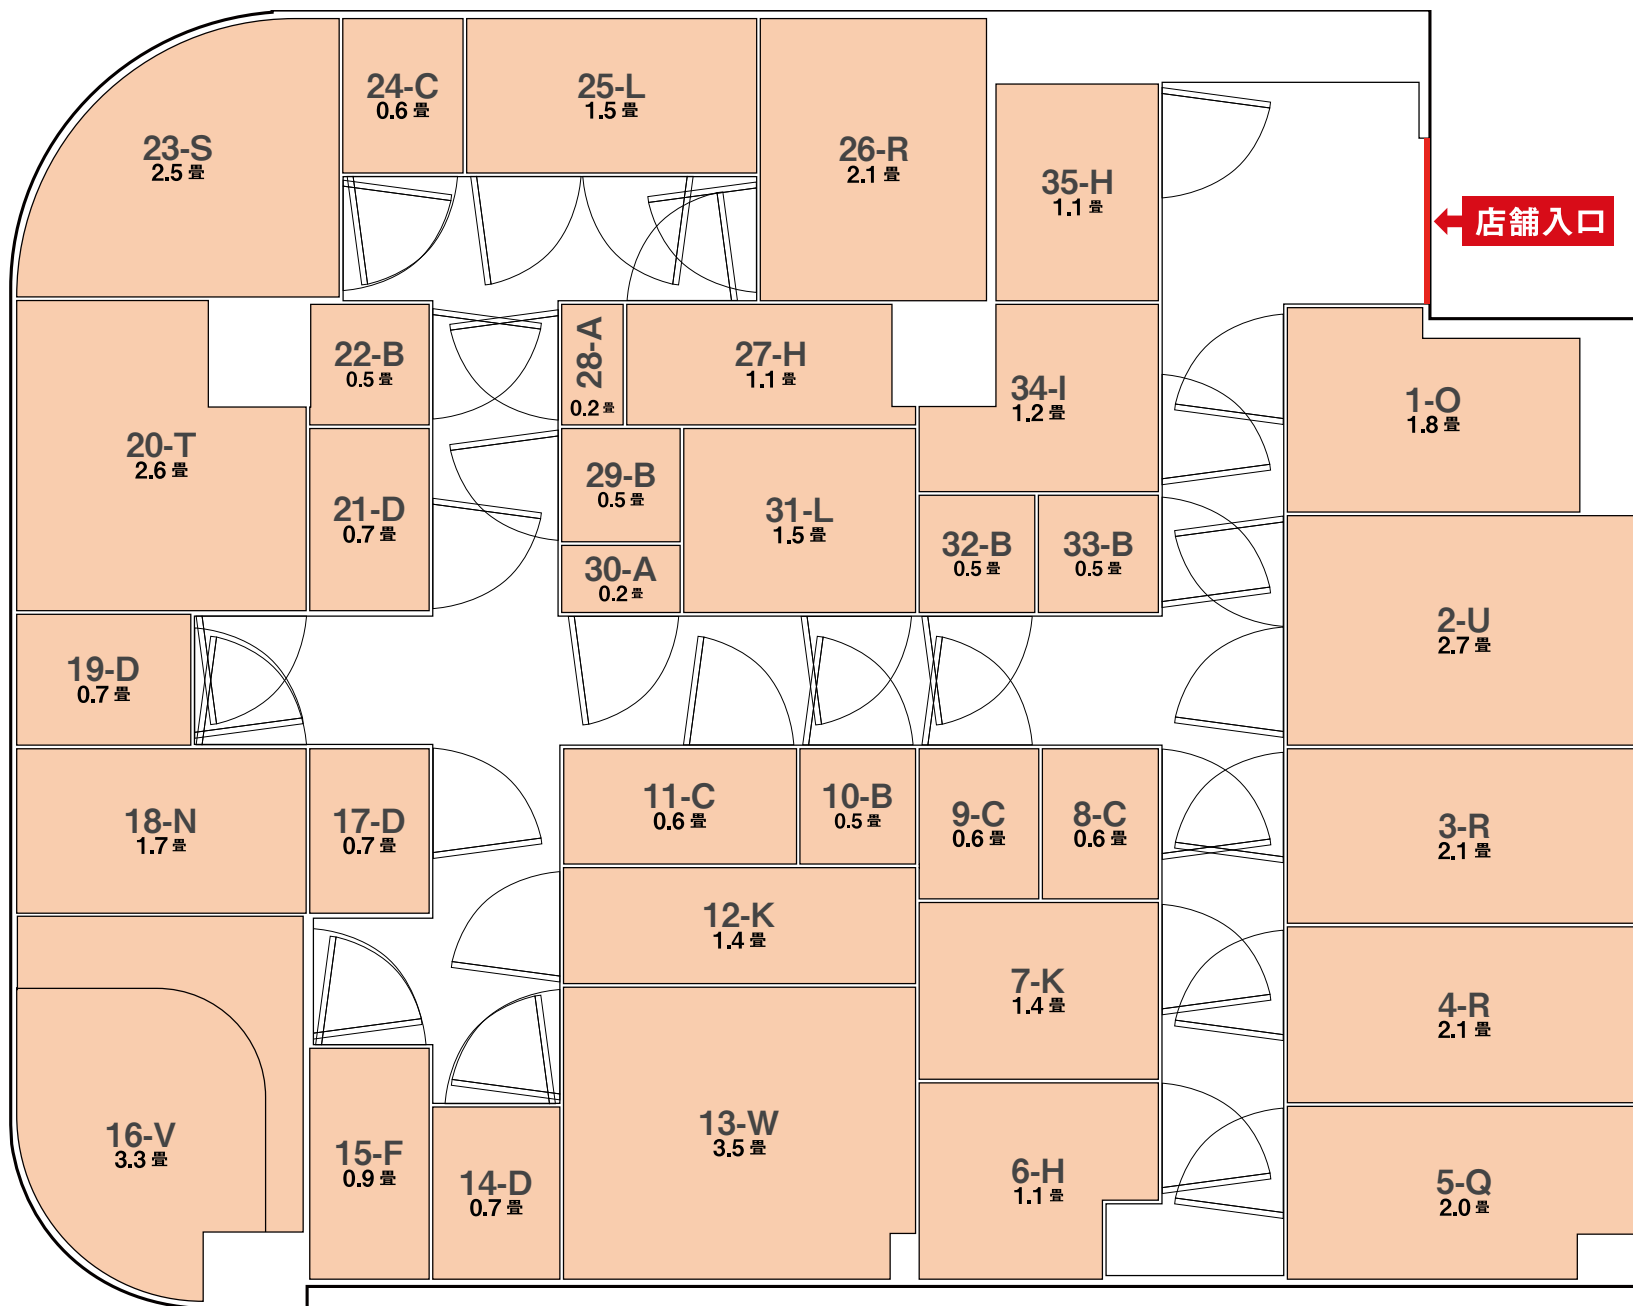 24-C
0.6 畳
25-L
1.5 畳
23-S
2.5 畳
26-R
2.1 畳
35-H
1.1 畳
店舗入口
22-B
0.5 畳
28-A
0.2 畳
27-H
1.1 畳
34-I
1.2 畳
1-O
1.8 畳
20-T
2.6 畳
21-D
0.7 畳
29-B
0.5 畳
31-L
1.5 畳
30-A
0.2 畳
32-B
0.5 畳
33-B
0.5 畳
2-U
2.7 畳
19-D
0.7 畳
18-N
1.7 畳
17-D
0.7 畳
11-C
0.6 畳
10-B
0.5 畳
9-C
0.6 畳
8-C
0.6 畳
3-R
2.1 畳
12-K
1.4 畳
7-K
1.4 畳
4-R
2.1 畳
16-V
3.3 畳
15-F
0.9 畳
14-D
0.7 畳
13-W
3.5 畳
6-H
1.1 畳
5-Q
2.0 畳